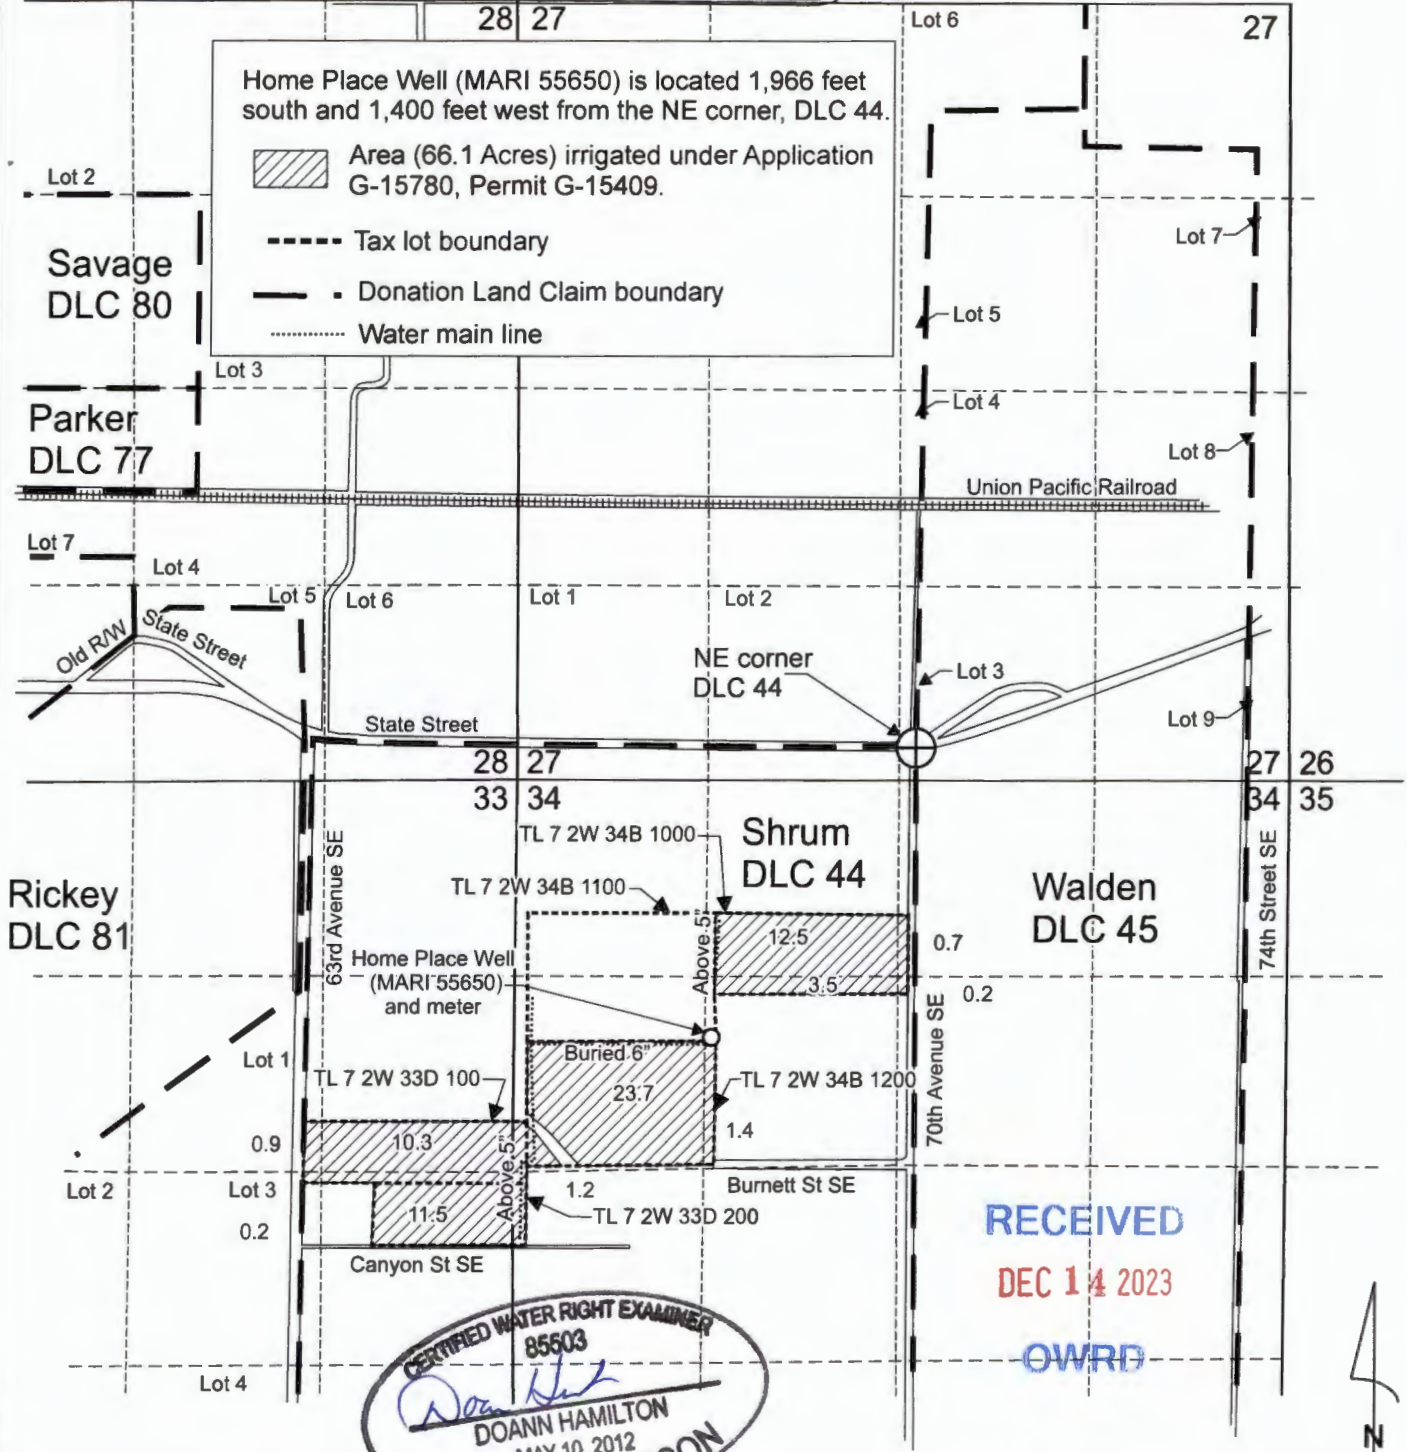 28 27
Lot 6
27
Home Place Well (MARI 55650) is located 1,966 feet
south and 1,400 feet west from the NE corner, DLC 44.
Area (66.1 Acres) irrigated under Application
G-15780, Permit G-15409.
Tax lot boundary
Donation Land Claim boundary
Water main line
Lot 2
Savage
DLC 80
Lot 7
Lot 5
Lot 3
Lot 4
Parker
DLC 77
Lot 8
Union Pacific Railroad
Lot 7
Lot 4
Lot 5
Lot 6
Lot 1
Lot 2
Old R/W
State Street
NE corner
DLC 44
Lot 3
State Street
Lot 9
28 27
33 34
27 26
34 35
TL 7 2W 34B 1000
Shrum
DLC 44
TL 7 2W 34B 1100
63rd Avenue SE
74th Street SE
Rickey
DLC 81
Walden
DLC 45
Above 5"
12.5
0.7
Home Place Well
(MARI 55650)
and meter
3.5
0.2
70th Avenue SE
Lot 1
Buried 6"
TL 7 2W 33D 100
23.7
TL 7 2W 34B 1200
0.9
10.3
Above 5"
1.4
Lot 2
Lot 3
1.2
Burnett St SE
0.2
11.5
TL 7 2W 33D 200
Canyon St SE
RECEIVED
DEC 14 2023
OWRD
CERTIFIED WATER RIGHT EXAMINER
85503
Lot 4
DOANN HAMILTON
MAY 10, 2012
N